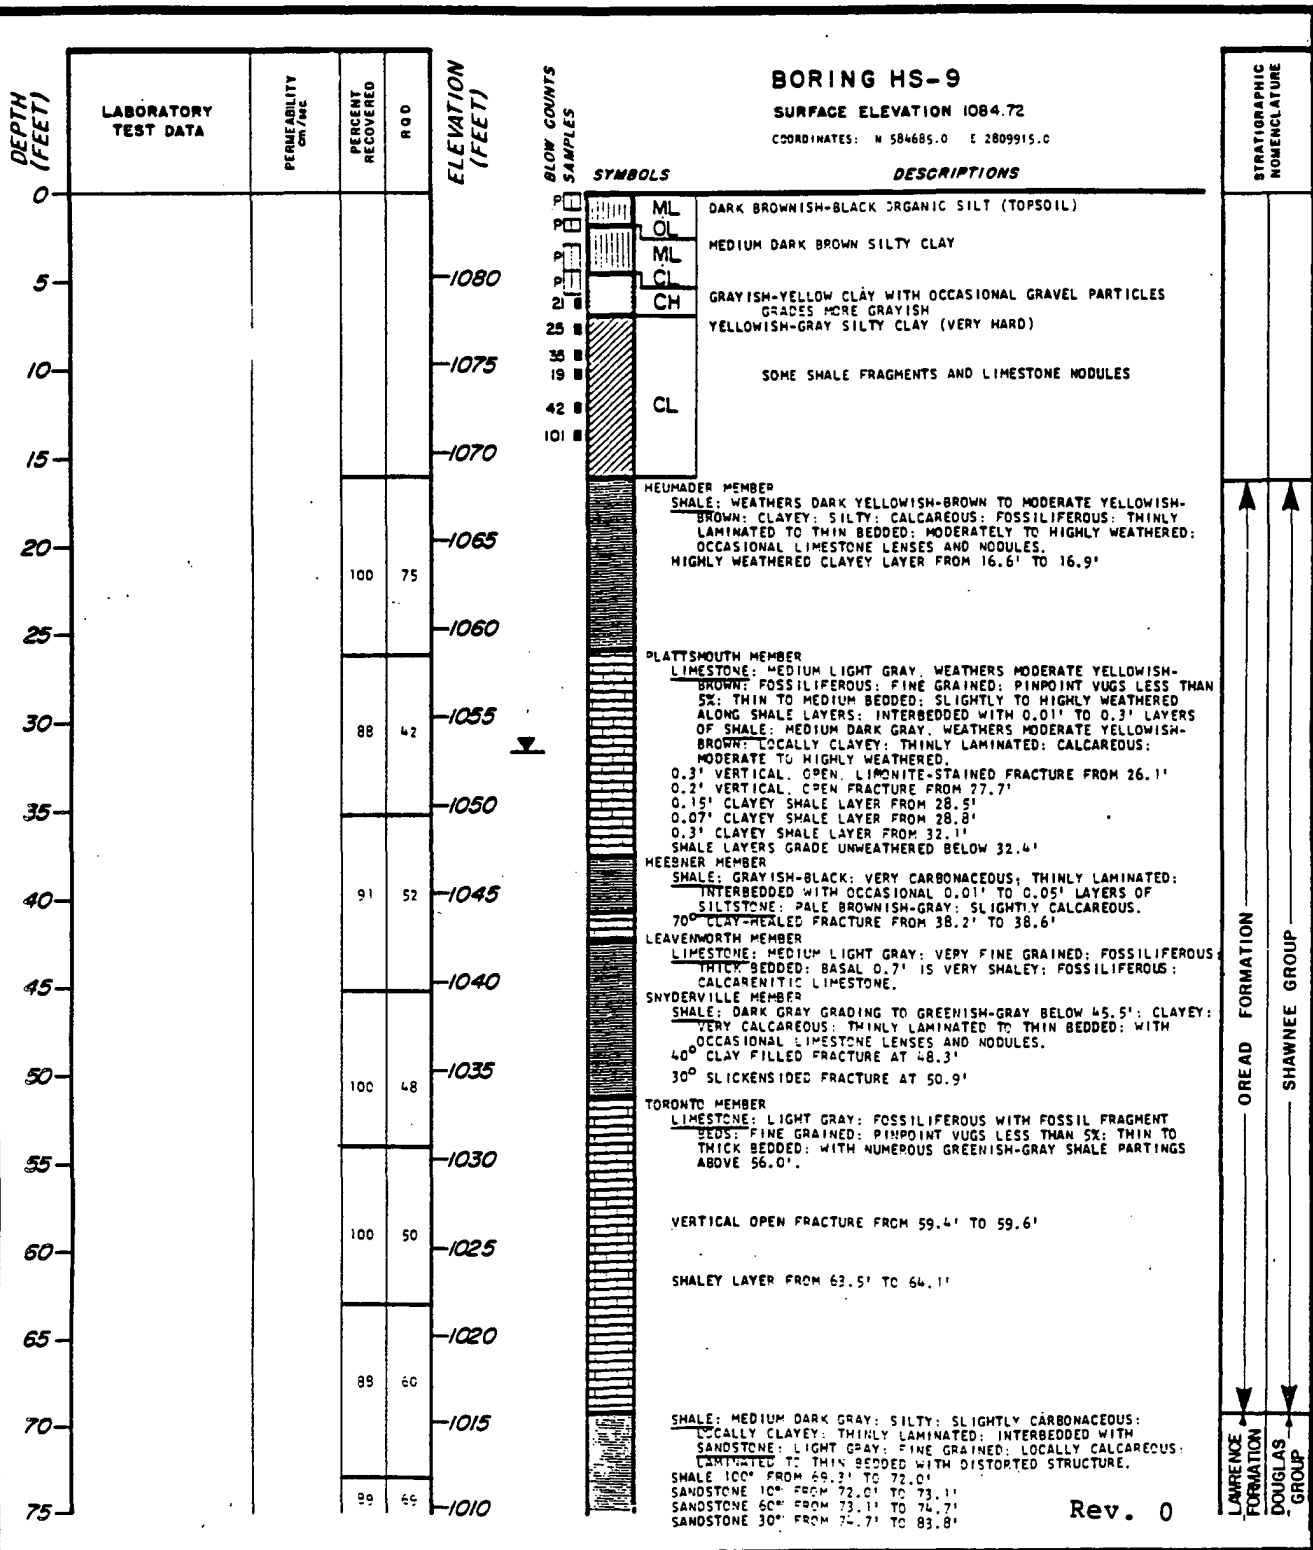 BORING HS-9
SURFACE ELEVATION 1084.72
COORDINATES: N 584685.0 E 2809915.0
DEPTH (FEET)
LABORATORY TEST DATA
PERMEABILITY cm/sec
PERCENT RECOVERED
RQD
ELEVATION (FEET)
BLOW COUNTS
SAMPLES
SYMBOLS
DESCRIPTIONS
STRATIGRAPHIC NOMENCLATURE
0
5
10
15
20
25
30
35
40
45
50
55
60
65
70
75
100 75
88 42
91 52
100 48
100 50
60
69
1080
1075
1070
1065
1060
1055
1050
1045
1040
1035
1030
1025
1020
1015
1010
P
P
P
P
21
25
19
42
101
ML
OL
ML
CL
CH
CL
DARK BROWNISH-BLACK ORGANIC SILT (TOPSOIL)
MEDIUM DARK BROWN SILTY CLAY
GRAYISH-YELLOW CLAY WITH OCCASIONAL GRAVEL PARTICLES
GRADES MORE GRAYISH
YELLOWISH-GRAY SILTY CLAY (VERY HARD)
SOME SHALE FRAGMENTS AND LIMESTONE NODULES
HEUMADER MEMBER
SHALE: WEATHERS DARK YELLOWISH-BROWN TO MODERATE YELLOWISH-
BROWN: CLAYEY: SILTY: CALCAREOUS: FOSSILIFEROUS: THINLY
LAMINATED TO THIN BEDDED: MODERATELY TO HIGHLY WEATHERED:
OCCASIONAL LIMESTONE LENSES AND NODULES.
HIGHLY WEATHERED CLAYEY LAYER FROM 16.6' TO 16.9'
PLATTSMOUTH MEMBER
LIMESTONE: MEDIUM LIGHT GRAY, WEATHERS MODERATE YELLOWISH-
BROWN: FOSSILIFEROUS: FINE GRAINED: PINPOINT VUGS LESS THAN
5%: THIN TO MEDIUM BEDDED: SLIGHTLY TO HIGHLY WEATHERED
ALONG SHALE LAYERS: INTERBEDDED WITH 0.01' TO 0.3' LAYERS
OF SHALE: MEDIUM DARK GRAY, WEATHERS MODERATE YELLOWISH-
BROWN: LOCALLY CLAYEY: THINLY LAMINATED: CALCAREOUS:
MODERATE TO HIGHLY WEATHERED.
0.3' VERTICAL, OPEN, LIMONITE-STAINED FRACTURE FROM 26.1'
0.2' VERTICAL, OPEN FRACTURE FROM 27.7'
0.15' CLAYEY SHALE LAYER FROM 28.5'
0.07' CLAYEY SHALE LAYER FROM 28.8'
0.3' CLAYEY SHALE LAYER FROM 32.1'
SHALE LAYERS GRADE UNWEATHERED BELOW 32.4'
HEEBNER MEMBER
SHALE: GRAYISH-BLACK: VERY CARBONACEOUS: THINLY LAMINATED:
INTERBEDDED WITH OCCASIONAL 0.01' TO 0.05' LAYERS OF
SILTSTONE: PALE BROWNISH-GRAY: SLIGHTLY CALCAREOUS.
70° CLAY-HEALED FRACTURE FROM 38.2' TO 38.6'
LEAVENWORTH MEMBER
LIMESTONE: MEDIUM LIGHT GRAY: VERY FINE GRAINED: FOSSILIFEROUS:
THICK BEDDED: BASAL 0.7' IS VERY SHALEY: FOSSILIFEROUS:
CALCARENITIC LIMESTONE.
SNYDERVILLE MEMBER
SHALE: DARK GRAY GRADING TO GREENISH-GRAY BELOW 45.5': CLAYEY:
VERY CALCAREOUS: THINLY LAMINATED TO THIN BEDDED: WITH
OCCASIONAL LIMESTONE LENSES AND NODULES.
40° CLAY FILLED FRACTURE AT 48.3'
30° SLICKENSIDED FRACTURE AT 50.9'
TORONTO MEMBER
LIMESTONE: LIGHT GRAY: FOSSILIFEROUS WITH FOSSIL FRAGMENT
BEDS: FINE GRAINED: PINPOINT VUGS LESS THAN 5%: THIN TO
THICK BEDDED: WITH NUMEROUS GREENISH-GRAY SHALE PARTINGS
ABOVE 56.0'.
VERTICAL OPEN FRACTURE FROM 59.4' TO 59.6'
SHALEY LAYER FROM 63.5' TO 64.1'
SHALE: MEDIUM DARK GRAY: SILTY: SLIGHTLY CARBONACEOUS:
LOCALLY CLAYEY: THINLY LAMINATED: INTERBEDDED WITH
SANDSTONE: LIGHT GRAY: FINE GRAINED: LOCALLY CALCAREOUS:
LAMINATED TO THIN BEDDED WITH DISTORTED STRUCTURE.
SHALE FROM 69.3' TO 72.0'
SANDSTONE FROM 72.0' TO 73.1'
SANDSTONE FROM 73.1' TO 74.7'
SANDSTONE FROM 74.7' TO 83.8'
OREAD FORMATION
SHAWNEE GROUP
LAWRENCE FORMATION
DOUGLAS GROUP
Rev. 0